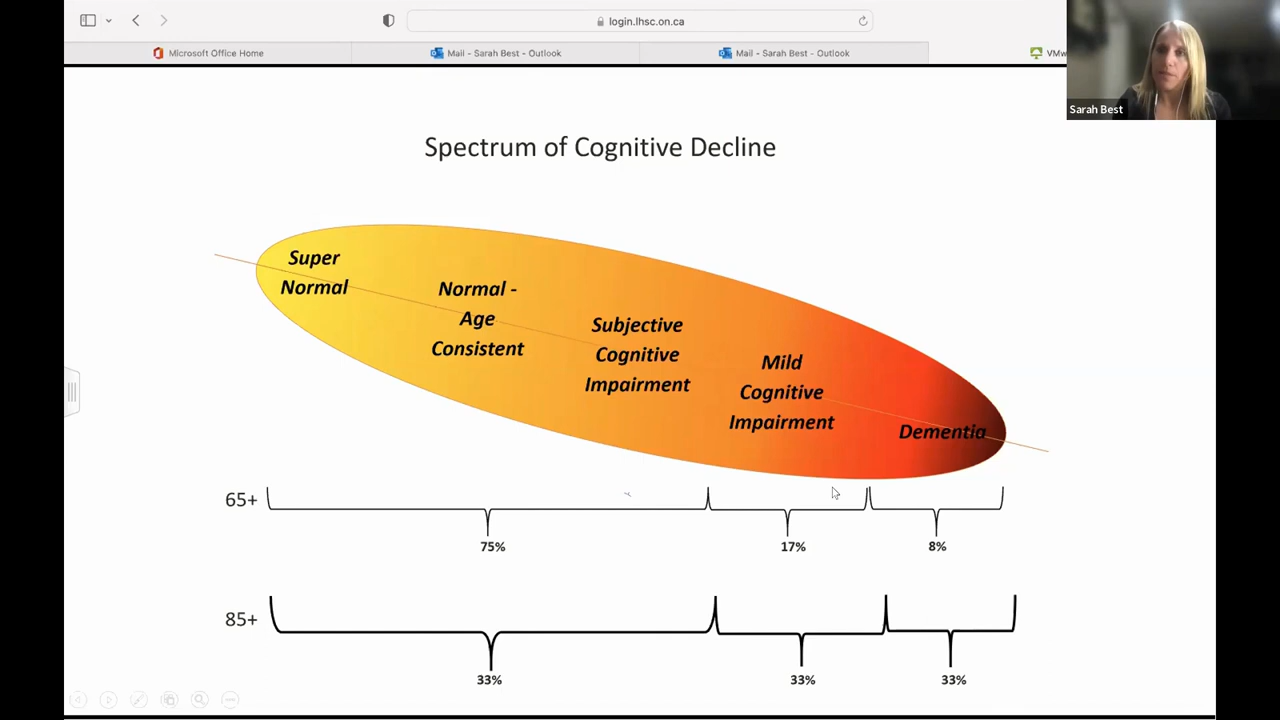 login.lhsc.on.ca
Microsoft Office Home
Mail - Sarah Best - Outlook
Mail - Sarah Best - Outlook
Sarah Best
Spectrum of Cognitive Decline
Super
Normal
Normal -
Age
Consistent
Subjective
Cognitive
Impairment
Mild
Cognitive
Impairment
Dementia
65+
75%
17%
8%
85+
33%
33%
33%